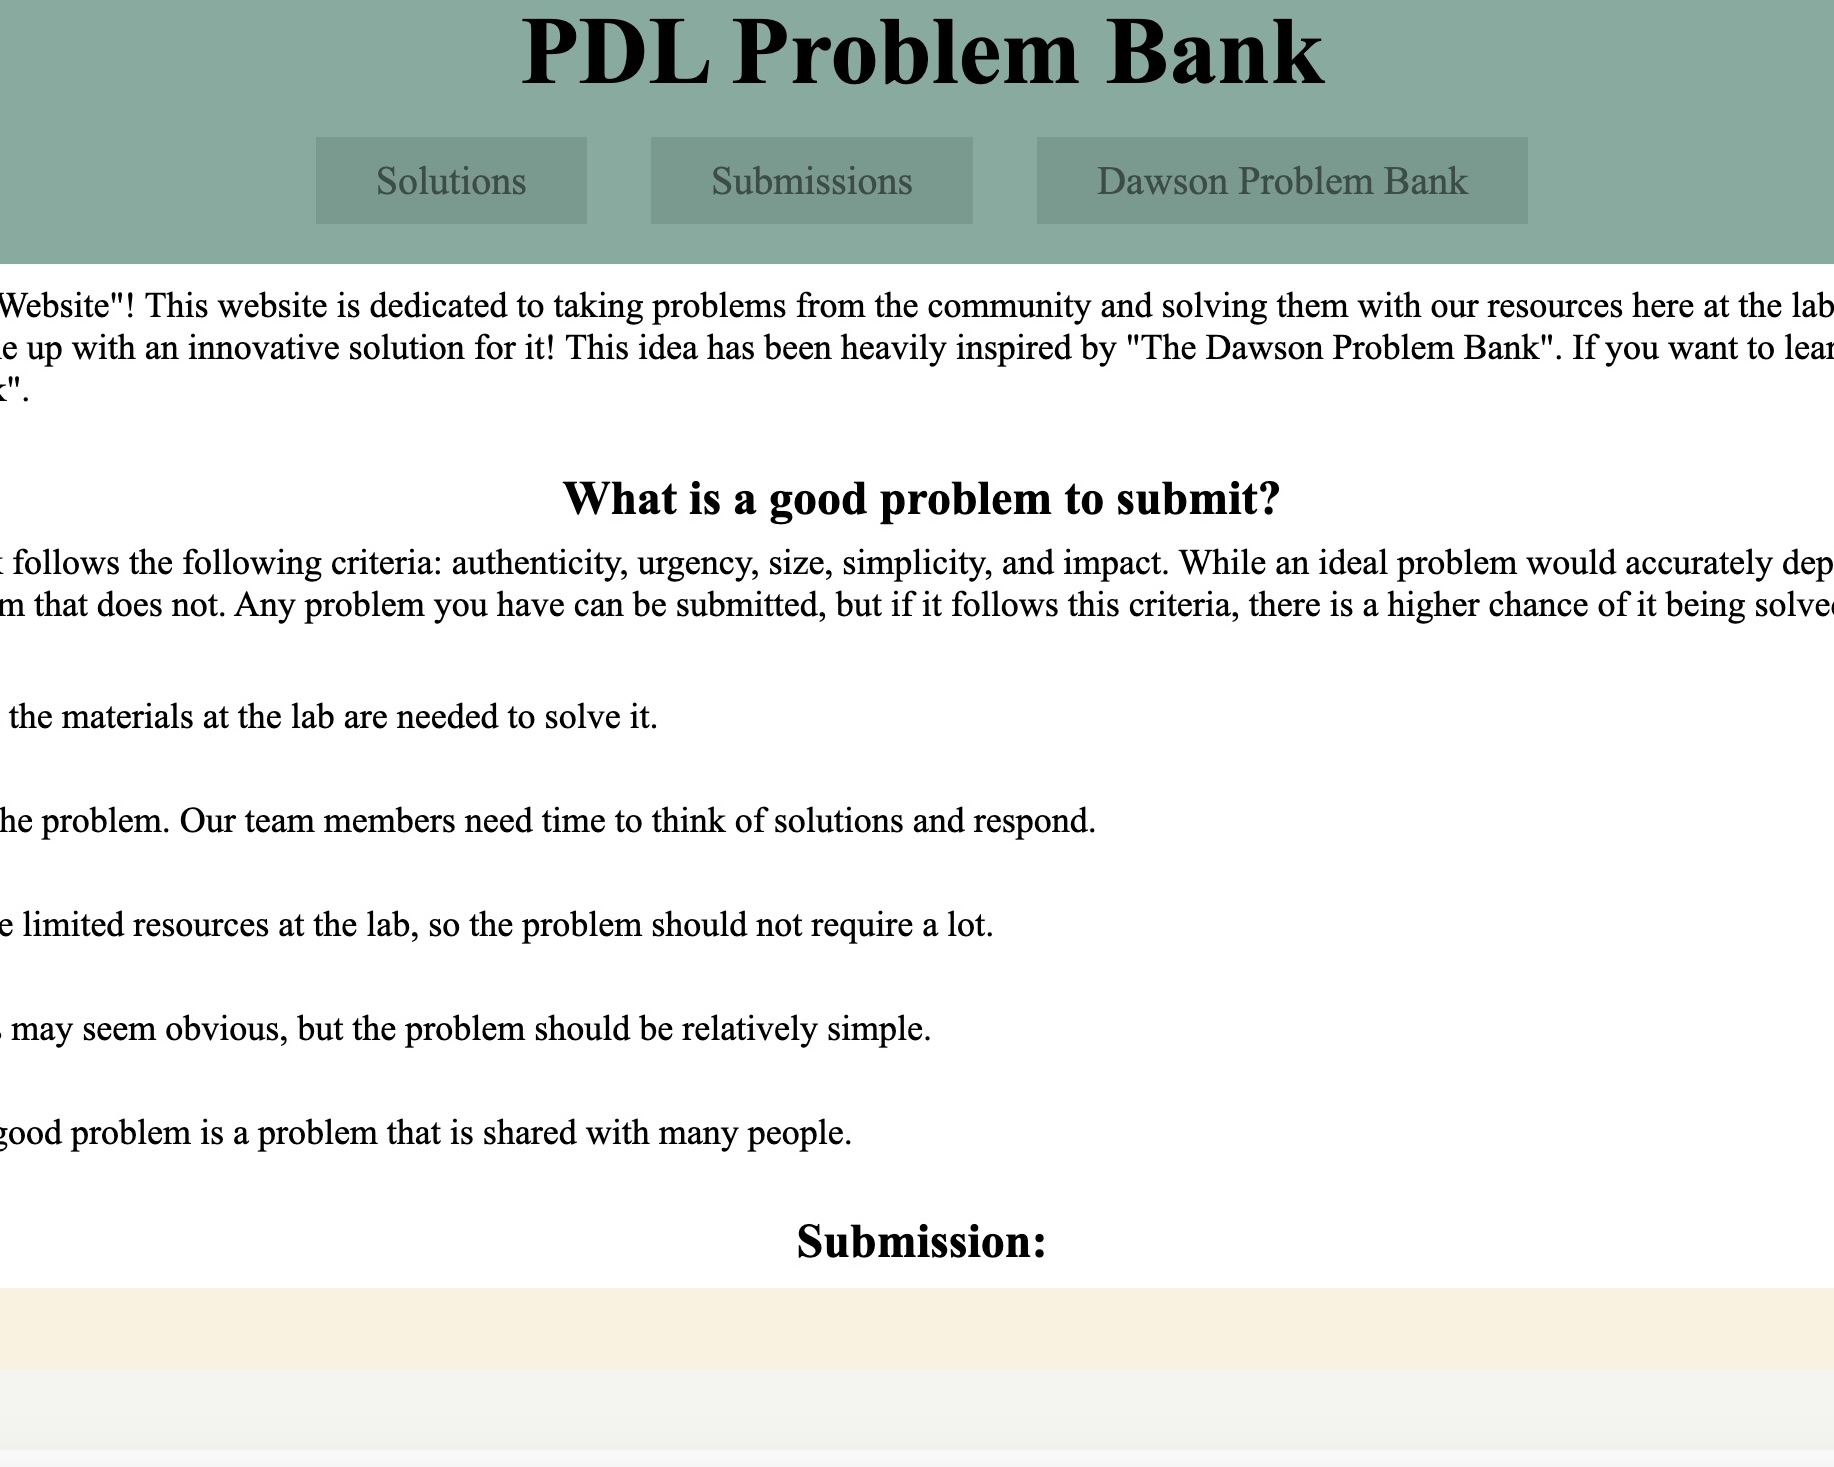 PDL Problem Bank
Solutions Submissions Dawson Problem Bank
Website"! This website is dedicated to taking problems from the community and solving them with our resources here at the lab
e up with an innovative solution for it! This idea has been heavily inspired by "The Dawson Problem Bank". If you want to lear
k".
What is a good problem to submit?
follows the following criteria: authenticity, urgency, size, simplicity, and impact. While an ideal problem would accurately dep
m that does not. Any problem you have can be submitted, but if it follows this criteria, there is a higher chance of it being solve
the materials at the lab are needed to solve it.
he problem. Our team members need time to think of solutions and respond.
e limited resources at the lab, so the problem should not require a lot.
may seem obvious, but the problem should be relatively simple.
good problem is a problem that is shared with many people.
Submission: